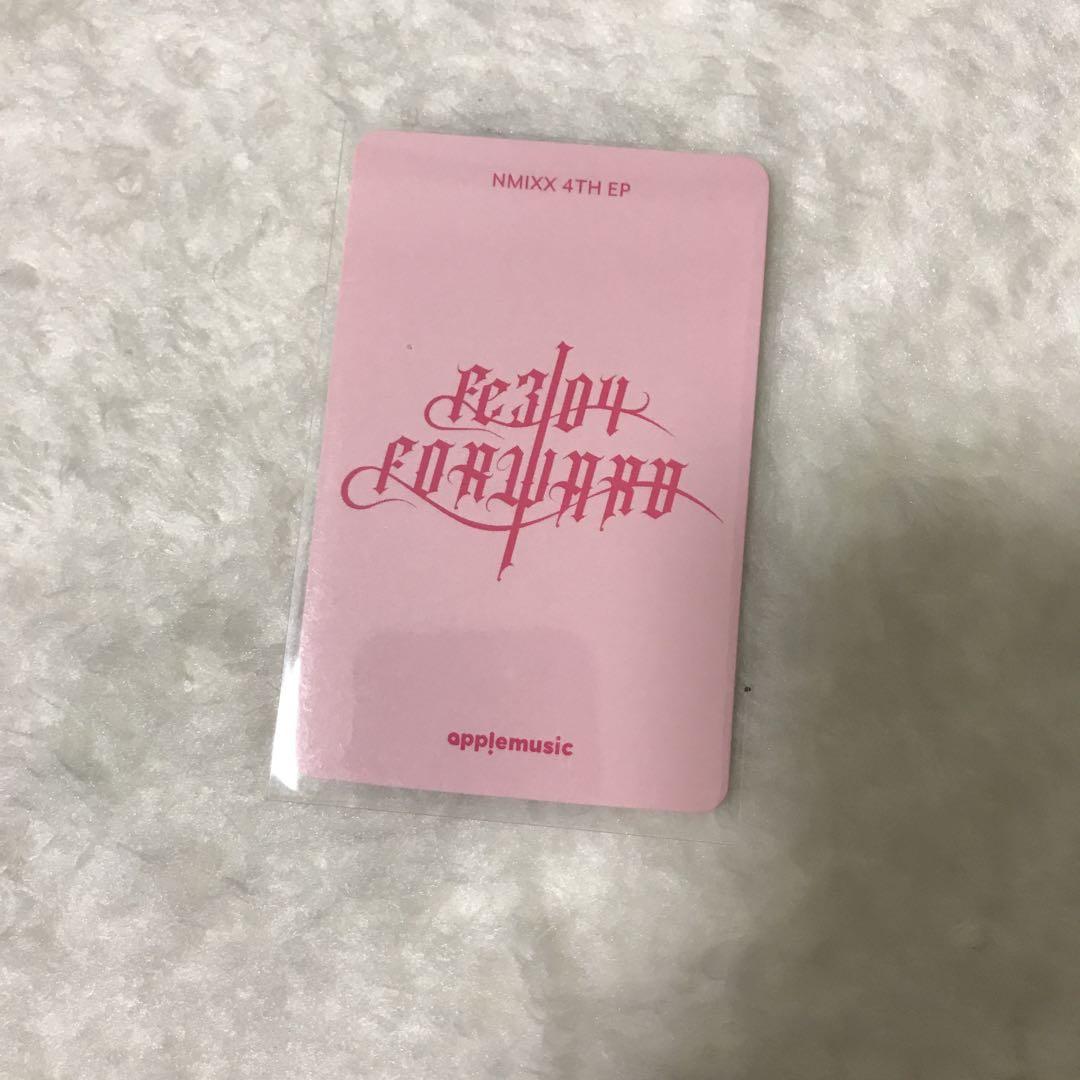 NMIXX 4TH EP
Fe3O4
FORWARD
applemusic